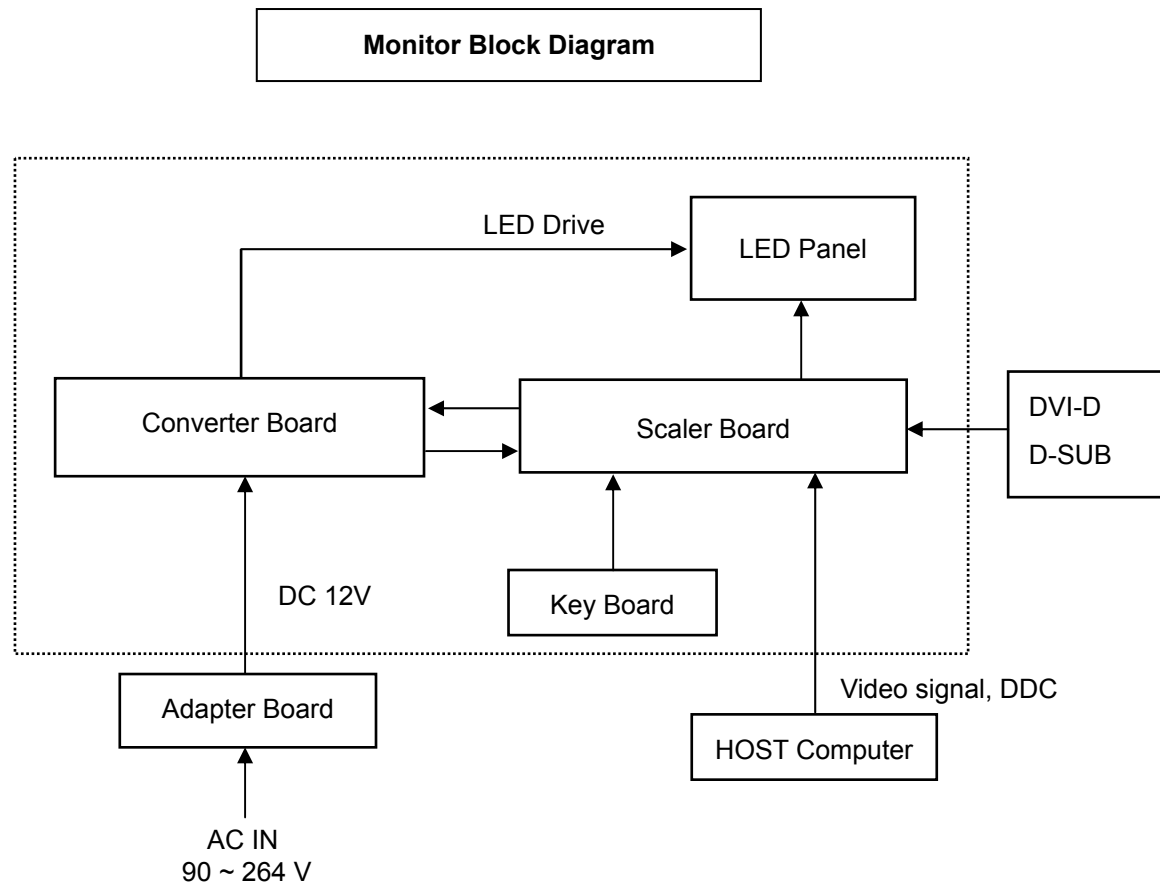 Monitor Block Diagram
LED Drive
LED Panel
Converter Board
Scaler Board
DVI-D
D-SUB
DC 12V
Key Board
Adapter Board
Video signal, DDC
HOST Computer
AC IN
90 ~ 264 V